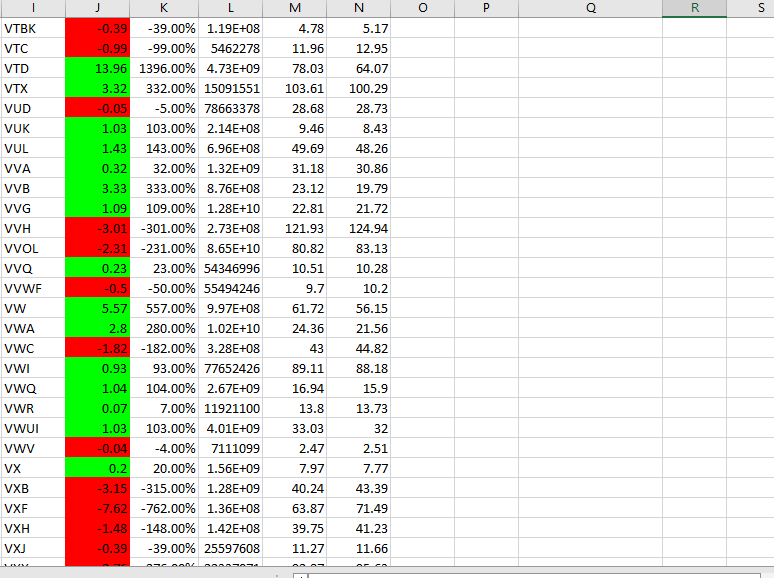 I J K L M N O P Q R S
VTBK -0.39 -39.00% 1.19E+08 4.78 5.17
VTC -0.99 -99.00% 5462278 11.96 12.95
VTD 13.96 1396.00% 4.73E+09 78.03 64.07
VTX 3.32 332.00% 15091551 103.61 100.29
VUD -0.05 -5.00% 78663378 28.68 28.73
VUK 1.03 103.00% 2.14E+08 9.46 8.43
VUL 1.43 143.00% 6.96E+08 49.69 48.26
VVA 0.32 32.00% 1.32E+09 31.18 30.86
VVB 3.33 333.00% 8.76E+08 23.12 19.79
VVG 1.09 109.00% 1.28E+10 22.81 21.72
VVH -3.01 -301.00% 2.73E+08 121.93 124.94
VVOL -2.31 -231.00% 8.65E+10 80.82 83.13
VVQ 0.23 23.00% 54346996 10.51 10.28
VVWF -0.5 -50.00% 55494246 9.7 10.2
VW 5.57 557.00% 9.97E+08 61.72 56.15
VWA 2.8 280.00% 1.02E+10 24.36 21.56
VWC -1.82 -182.00% 3.28E+08 43 44.82
VWI 0.93 93.00% 77652426 89.11 88.18
VWQ 1.04 104.00% 2.67E+09 16.94 15.9
VWR 0.07 7.00% 11921100 13.8 13.73
VWUI 1.03 103.00% 4.01E+09 33.03 32
VWV -0.04 -4.00% 7111099 2.47 2.51
VX 0.2 20.00% 1.56E+09 7.97 7.77
VXB -3.15 -315.00% 1.28E+09 40.24 43.39
VXF -7.62 -762.00% 1.36E+08 63.87 71.49
VXH -1.48 -148.00% 1.42E+08 39.75 41.23
VXJ -0.39 -39.00% 25597608 11.27 11.66